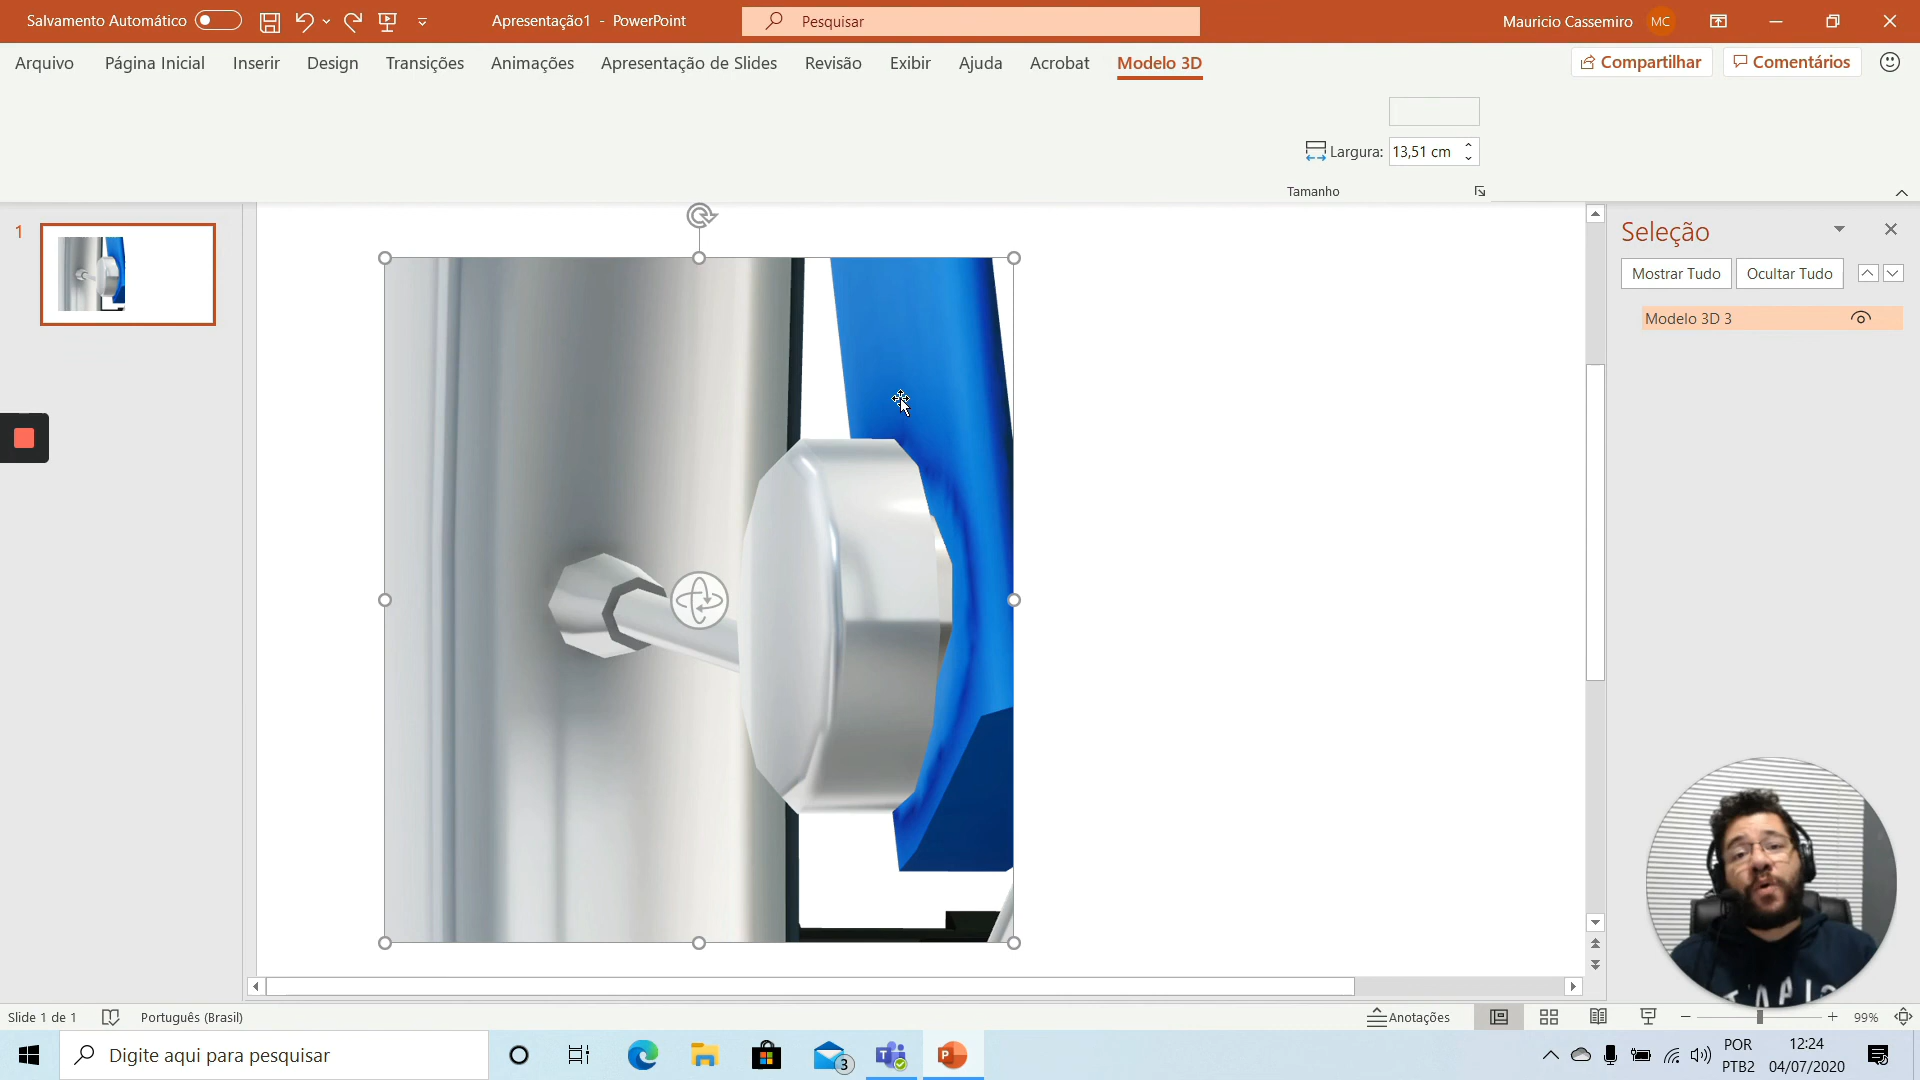 Salvamento Automático
Apresentação1 - PowerPoint
Pesquisar
Mauricio Cassemiro
MC
Arquivo Página Inicial Inserir Design Transições Animações Apresentação de Slides Revisão Exibir Ajuda Acrobat Modelo 3D
Compartilhar
Comentários
Largura: 13,51 cm
Tamanho
1
Seleção
Mostrar Tudo
Ocultar Tudo
Modelo 3D 3
Slide 1 de 1
Português (Brasil)
Anotações
99%
Digite aqui para pesquisar
3
POR
PTB2
12:24
04/07/2020